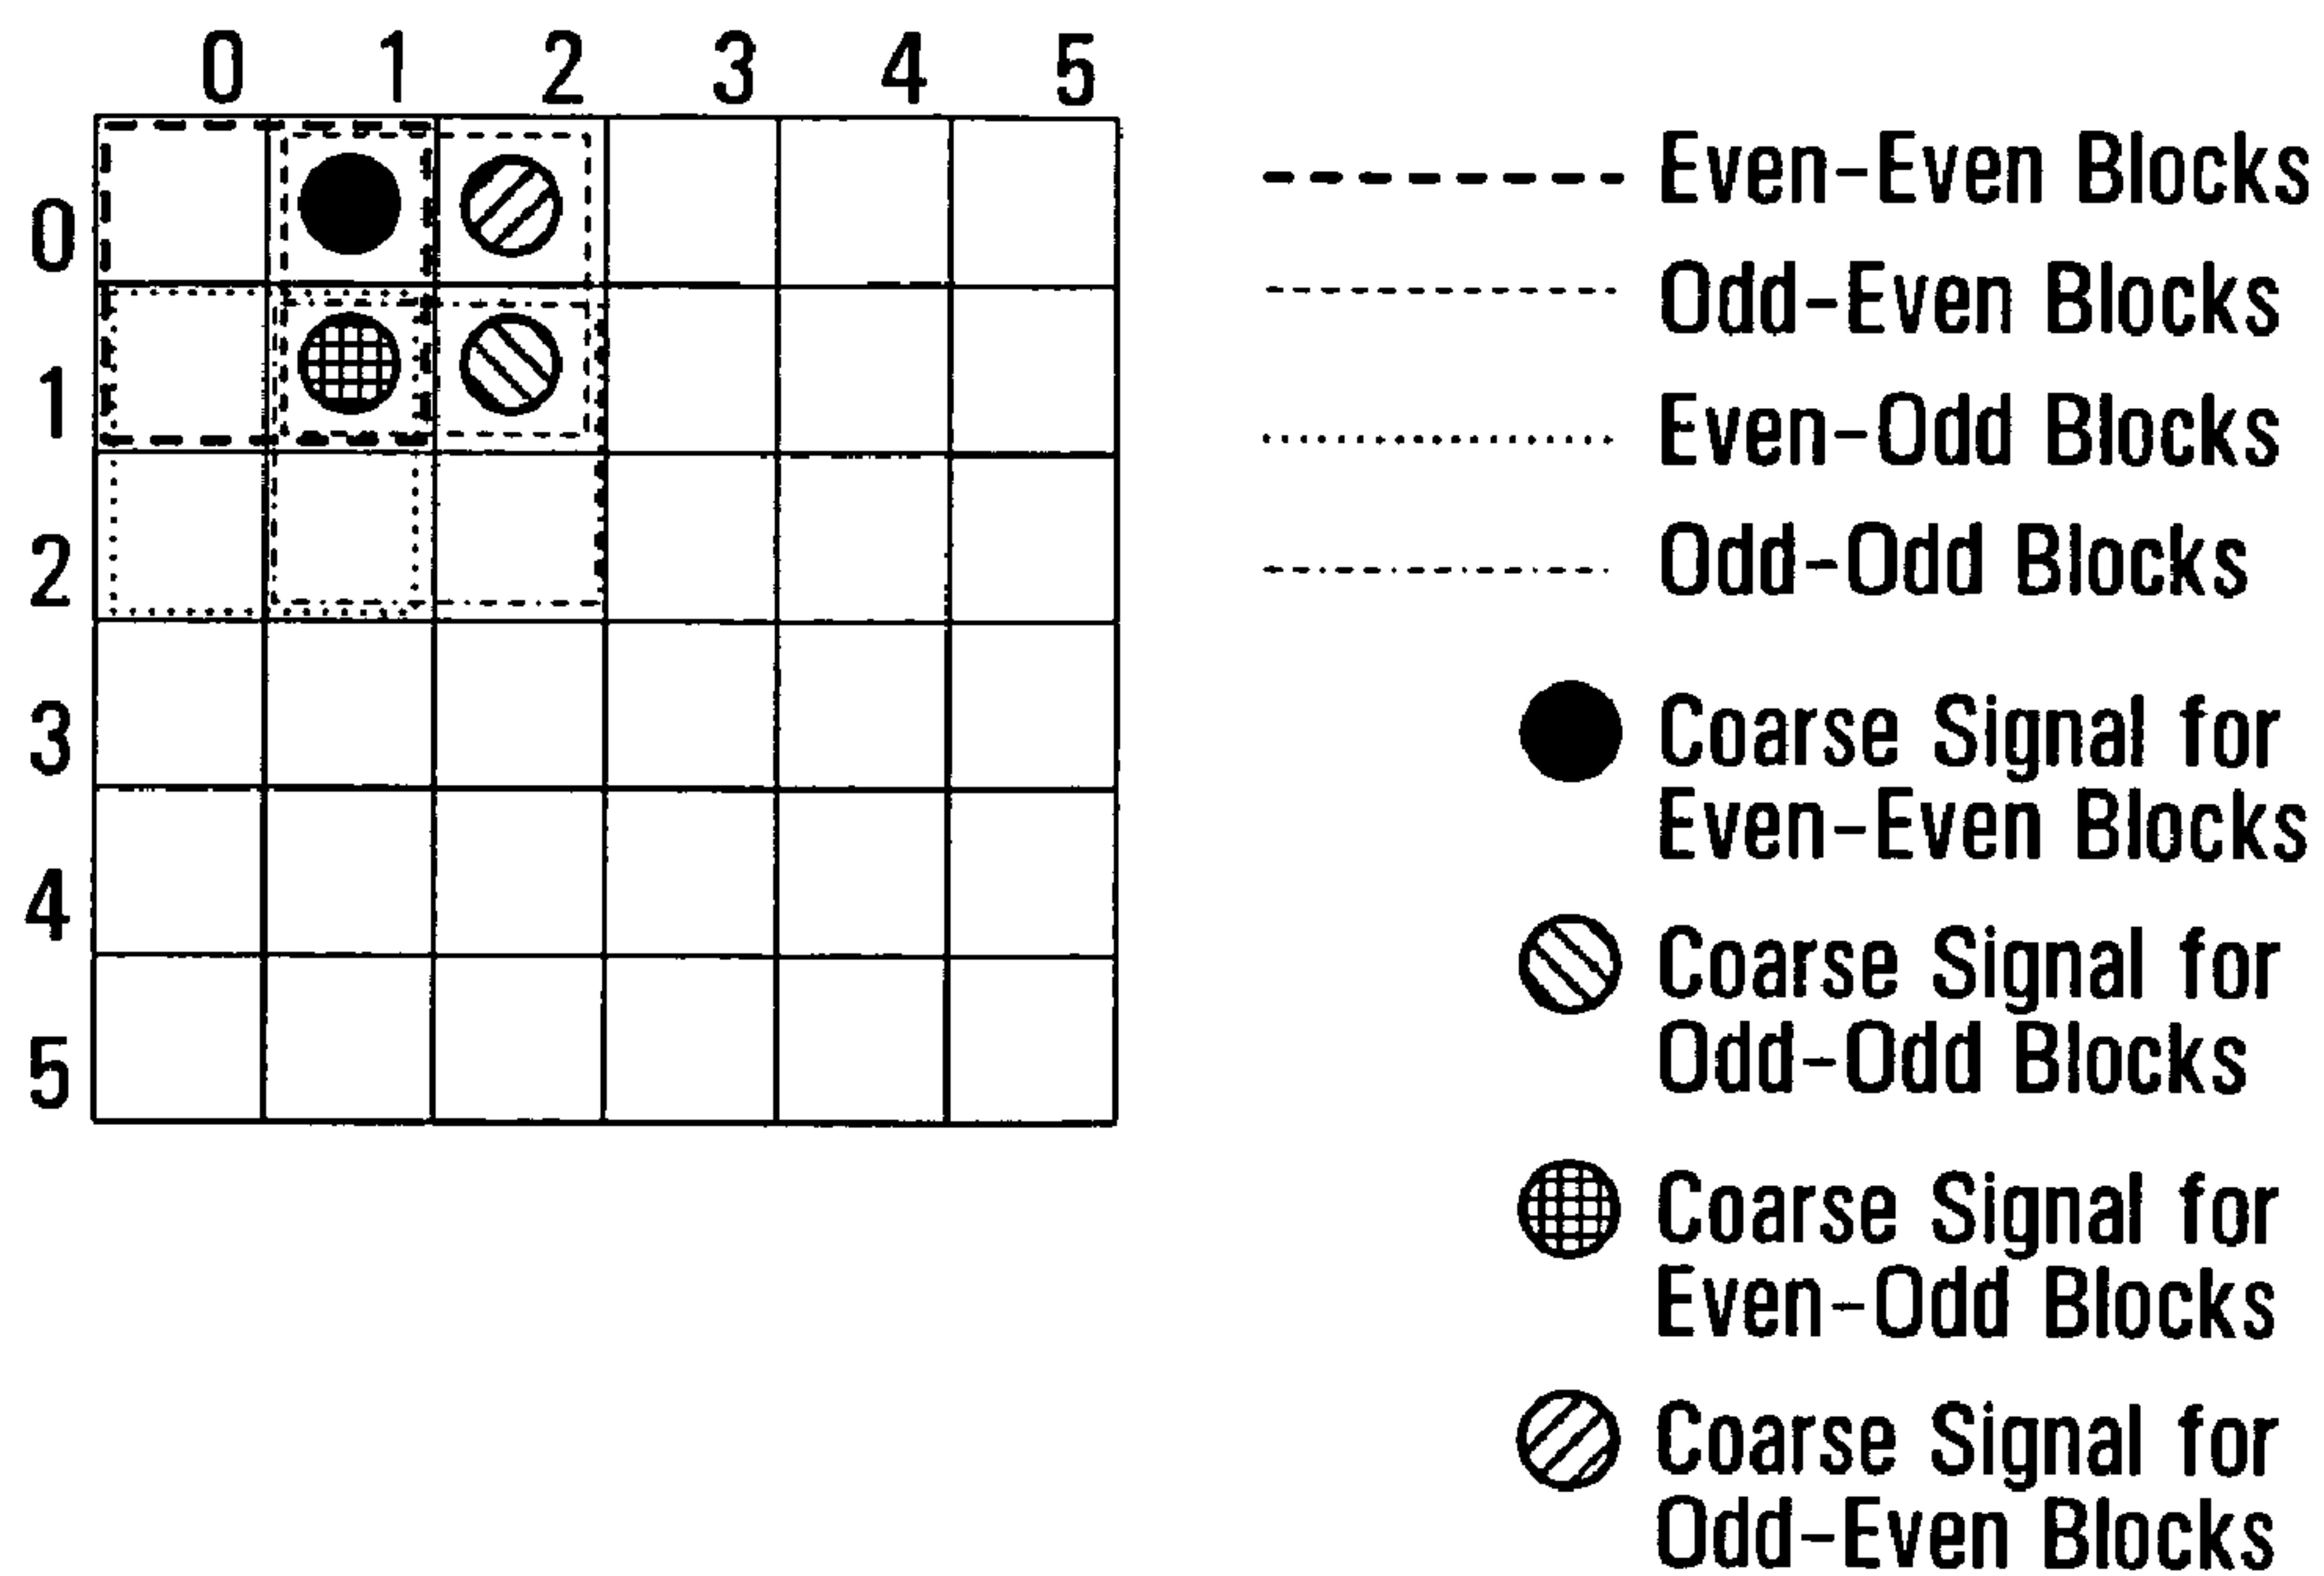 0 1 2 3 4 5
0
1
2
3
4
5
Even-Even Blocks
Odd-Even Blocks
Even-Odd Blocks
Odd-Odd Blocks
Coarse Signal for
Even-Even Blocks
Coarse Signal for
Odd-Odd Blocks
Coarse Signal for
Even-Odd Blocks
Coarse Signal for
Odd-Even Blocks